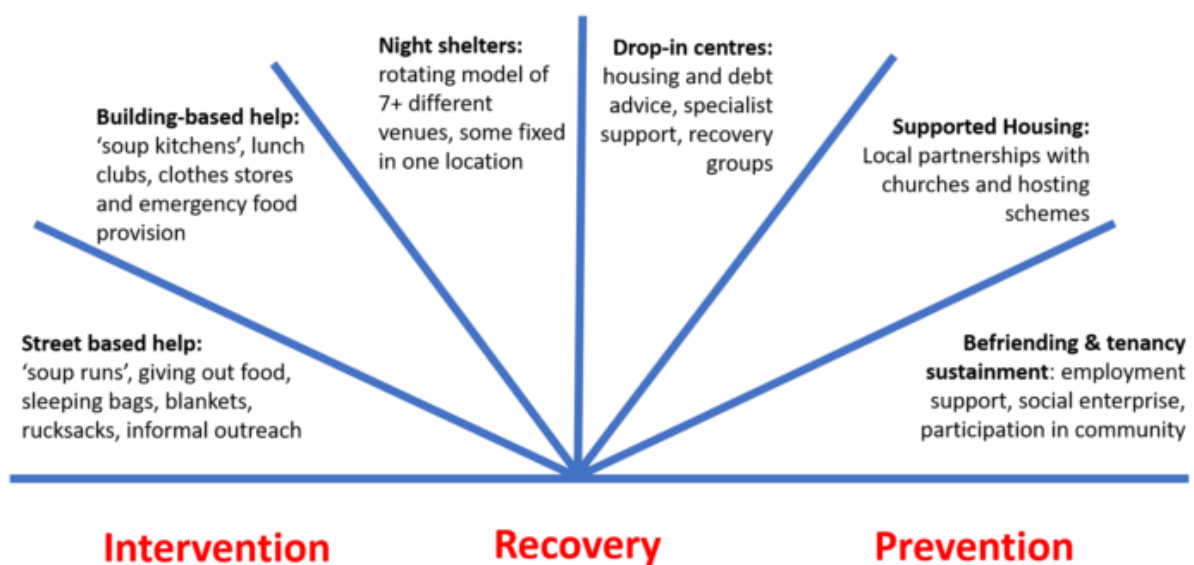 Street based help:
‘soup runs’, giving out food,
sleeping bags, blankets,
rucksacks, informal outreach
Building-based help:
‘soup kitchens’, lunch
clubs, clothes stores
and emergency food
provision
Night shelters:
rotating model of
7+ different
venues, some fixed
in one location
Drop-in centres:
housing and debt
advice, specialist
support, recovery
groups
Supported Housing:
Local partnerships with
churches and hosting
schemes
Befriending & tenancy
sustainment: employment
support, social enterprise,
participation in community
Intervention
Recovery
Prevention